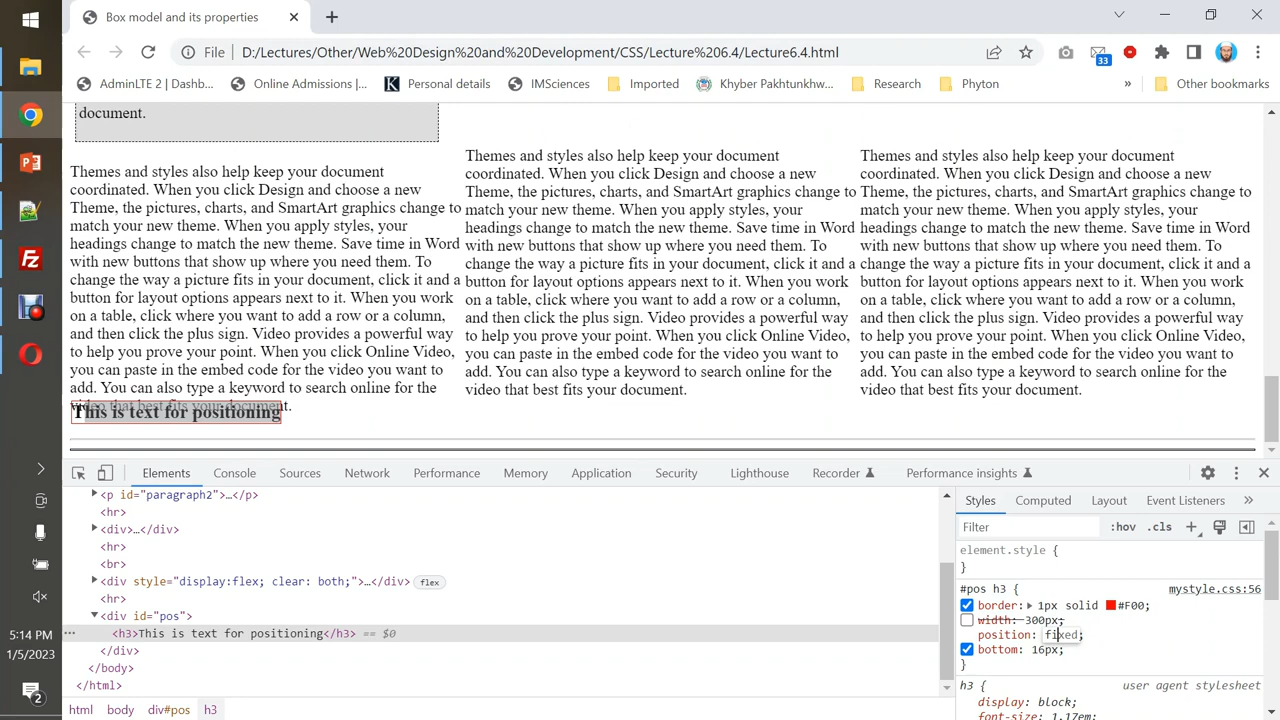 Box model and its properties
File
D:/Lectures/Other/Web%20Design%20and%20Development/CSS/Lecture%206.4/Lecture6.4.html
33
AdminLTE 2 | Dashb...
Online Admissions |...
Personal details
IMSciences
Imported
Khyber Pakhtunkhw...
Research
Phyton
»
Other bookmarks
document.
Themes and styles also help keep your document
coordinated. When you click Design and choose a new
Theme, the pictures, charts, and SmartArt graphics change to
match your new theme. When you apply styles, your
headings change to match the new theme. Save time in Word
with new buttons that show up where you need them. To
change the way a picture fits in your document, click it and a
button for layout options appears next to it. When you work
on a table, click where you want to add a row or a column,
and then click the plus sign. Video provides a powerful way
to help you prove your point. When you click Online Video,
you can paste in the embed code for the video you want to
add. You can also type a keyword to search online for the
video that best fits your document.
This is text for positioning
Themes and styles also help keep your document
coordinated. When you click Design and choose a new
Theme, the pictures, charts, and SmartArt graphics change to
match your new theme. When you apply styles, your
headings change to match the new theme. Save time in Word
with new buttons that show up where you need them. To
change the way a picture fits in your document, click it and a
button for layout options appears next to it. When you work
on a table, click where you want to add a row or a column,
and then click the plus sign. Video provides a powerful way
to help you prove your point. When you click Online Video,
you can paste in the embed code for the video you want to
add. You can also type a keyword to search online for the
video that best fits your document.
Themes and styles also help keep your document
coordinated. When you click Design and choose a new
Theme, the pictures, charts, and SmartArt graphics change to
match your new theme. When you apply styles, your
headings change to match the new theme. Save time in Word
with new buttons that show up where you need them. To
change the way a picture fits in your document, click it and a
button for layout options appears next to it. When you work
on a table, click where you want to add a row or a column,
and then click the plus sign. Video provides a powerful way
to help you prove your point. When you click Online Video,
you can paste in the embed code for the video you want to
add. You can also type a keyword to search online for the
video that best fits your document.
Elements Console Sources Network Performance Memory Application Security Lighthouse Recorder Performance insights
<p id="paragraph2">…</p>
<hr>
<div>…</div>
<hr>
<br>
<div style="display:flex; clear: both;">…</div> flex
<hr>
<div id="pos">
<h3>This is text for positioning</h3> == $0
</div>
</body>
</html>
html body div#pos h3
Styles Computed Layout Event Listeners »
Filter :hov .cls
element.style {
}
#pos h3 { mystyle.css:56
border: 1px solid #F00;
width: 300px;
position: fixed;
bottom: 16px;
}
h3 { user agent stylesheet
display: block;
font-size: 1.17em;
5:14 PM
1/5/2023
2